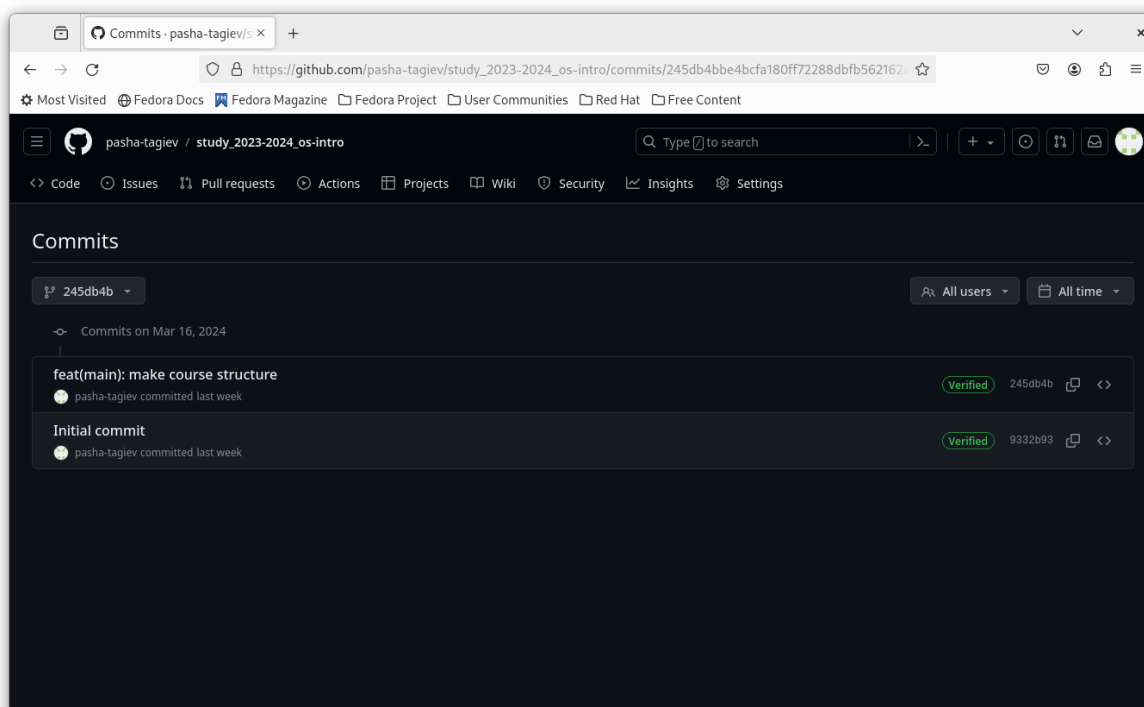 Commits · pasha-tagiev/s
https://github.com/pasha-tagiev/study_2023-2024_os-intro/commits/245db4bbe4bcfa180ff72288dbfb562162
Most Visited Fedora Docs Fedora Magazine Fedora Project User Communities Red Hat Free Content
pasha-tagiev / study_2023-2024_os-intro Type / to search
Code Issues Pull requests Actions Projects Wiki Security Insights Settings
Commits
245db4b All users All time
Commits on Mar 16, 2024
feat(main): make course structure
pasha-tagiev committed last week Verified 245db4b
Initial commit
pasha-tagiev committed last week Verified 9332b93